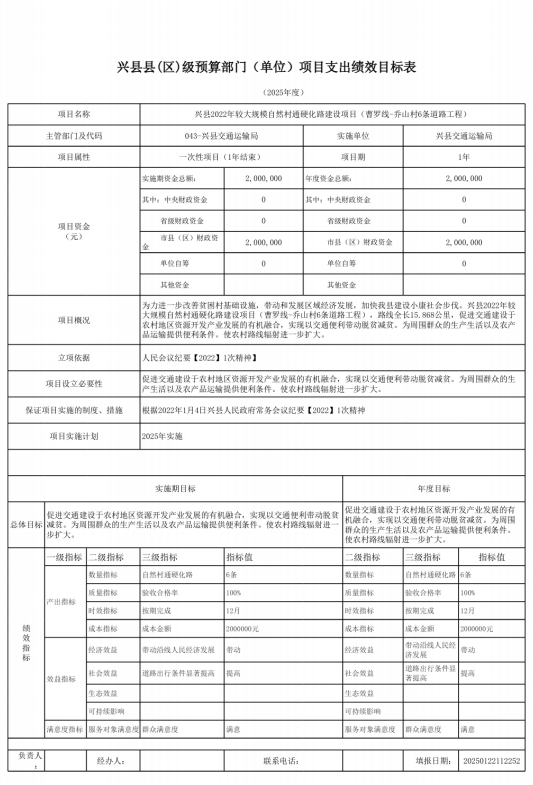 兴县县(区)级预算部门（单位）项目支出绩效目标表
（2025年度）
项目名称 兴县2022年较大规模自然村通硬化路建设项目（曹罗线-乔山村6条道路工程）
主管部门及代码 043-兴县交通运输局 实施单位 兴县交通运输局
项目属性 一次性项目（1年结束） 项目期 1年
项目资金（元） 实施期资金总额： 2,000,000 年度资金总额： 2,000,000
其中：中央财政资金 0 其中：中央财政资金 0
省级财政资金 0 省级财政资金 0
市县（区）财政资金 2,000,000 市县（区）财政资金 2,000,000
单位自筹 0 单位自筹 0
其他资金 其他资金
项目概况
为力进一步改善贫困村基础设施，带动和发展区域经济发展，加快我县建设小康社会步伐。兴县2022年较
大规模自然村通硬化路建设项目（曹罗线-乔山村6条道路工程），路线全长15.868公里，促进交通建设于
农村地区资源开发产业发展的有机融合，实现以交通便利带动脱贫减贫。为周围群众的生产生活以及农产
品运输提供便利条件。使农村路线辐射进一步扩大。
立项依据 人民会议纪要【2022】1次精神】
项目设立必要性
促进交通建设于农村地区资源开发产业发展的有机融合，实现以交通便利带动脱贫减贫。为周围群众的生
产生活以及农产品运输提供便利条件。使农村路线辐射进一步扩大。
保证项目实施的制度、措施 根据2022年1月4日兴县人民政府常务会议纪要【2022】1次精神
项目实施计划 2025年实施
实施期目标 年度目标
总体目标
促进交通建设于农村地区资源开发产业发展的有机融合，实现以交通便利带动脱贫
减贫。为周围群众的生产生活以及农产品运输提供便利条件。使农村路线辐射进一
步扩大。
促进交通建设于农村地区资源开发产业发展的有
机融合，实现以交通便利带动脱贫减贫。为周围群
众的生产生活以及农产品运输提供便利条件。使
农村路线辐射进一步扩大。
绩效指标
一级指标 二级指标 三级指标 指标值 二级指标 三级指标 指标值
产出指标 数量指标 自然村通硬化路 6条 数量指标 自然村通硬化路 6条
质量指标 验收合格率 100% 质量指标 验收合格率 100%
时效指标 按期完成 12月 时效指标 按期完成 12月
成本指标 成本金额 2000000元 成本指标 成本金额 2000000元
效益指标 经济效益 带动沿线人民经济发展 带动 经济效益 带动沿线人民经济发展 带动
社会效益 道路出行条件显著提高 提高 社会效益 道路出行条件显著提高 提高
生态效益 生态效益
可持续影响 可持续影响
满意度指标 服务对象满意度 群众满意度 满意 服务对象满意度 群众满意度 满意
负责人： 经办人： 联系电话： 填报日期： 20250122112252